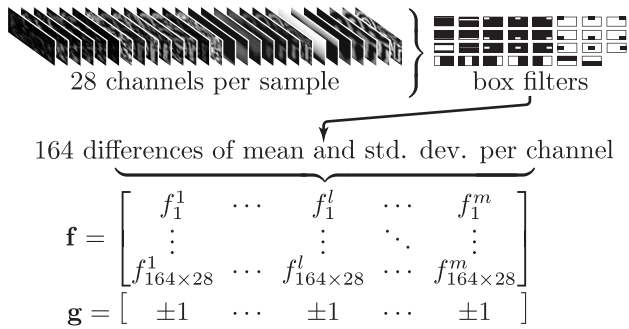 28 channels per sample
box filters
164 differences of mean and std. dev. per channel
f = [ f_1^1 ⋯ f_1^l ⋯ f_1^m
⋮ ⋮ ⋱ ⋮
f_{164×28}^1 ⋯ f_{164×28}^l ⋯ f_{164×28}^m ]
g = [ ±1 ⋯ ±1 ⋯ ±1 ]